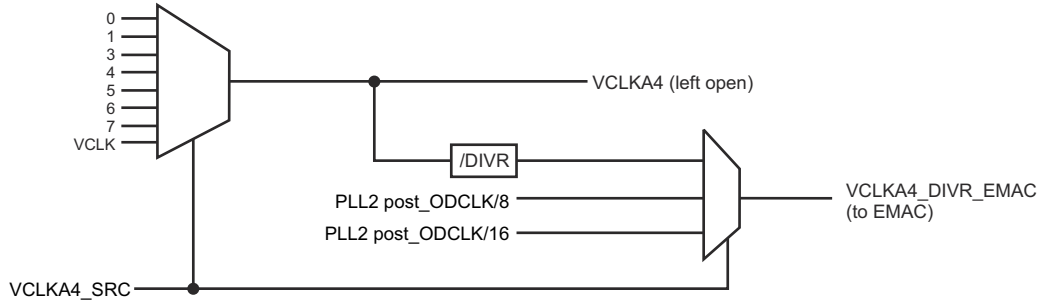 0
1
3
4
5
6
7
VCLK
VCLKA4 (left open)
/DIVR
PLL2 post_ODCLK/8
PLL2 post_ODCLK/16
VCLKA4_DIVR_EMAC
(to EMAC)
VCLKA4_SRC